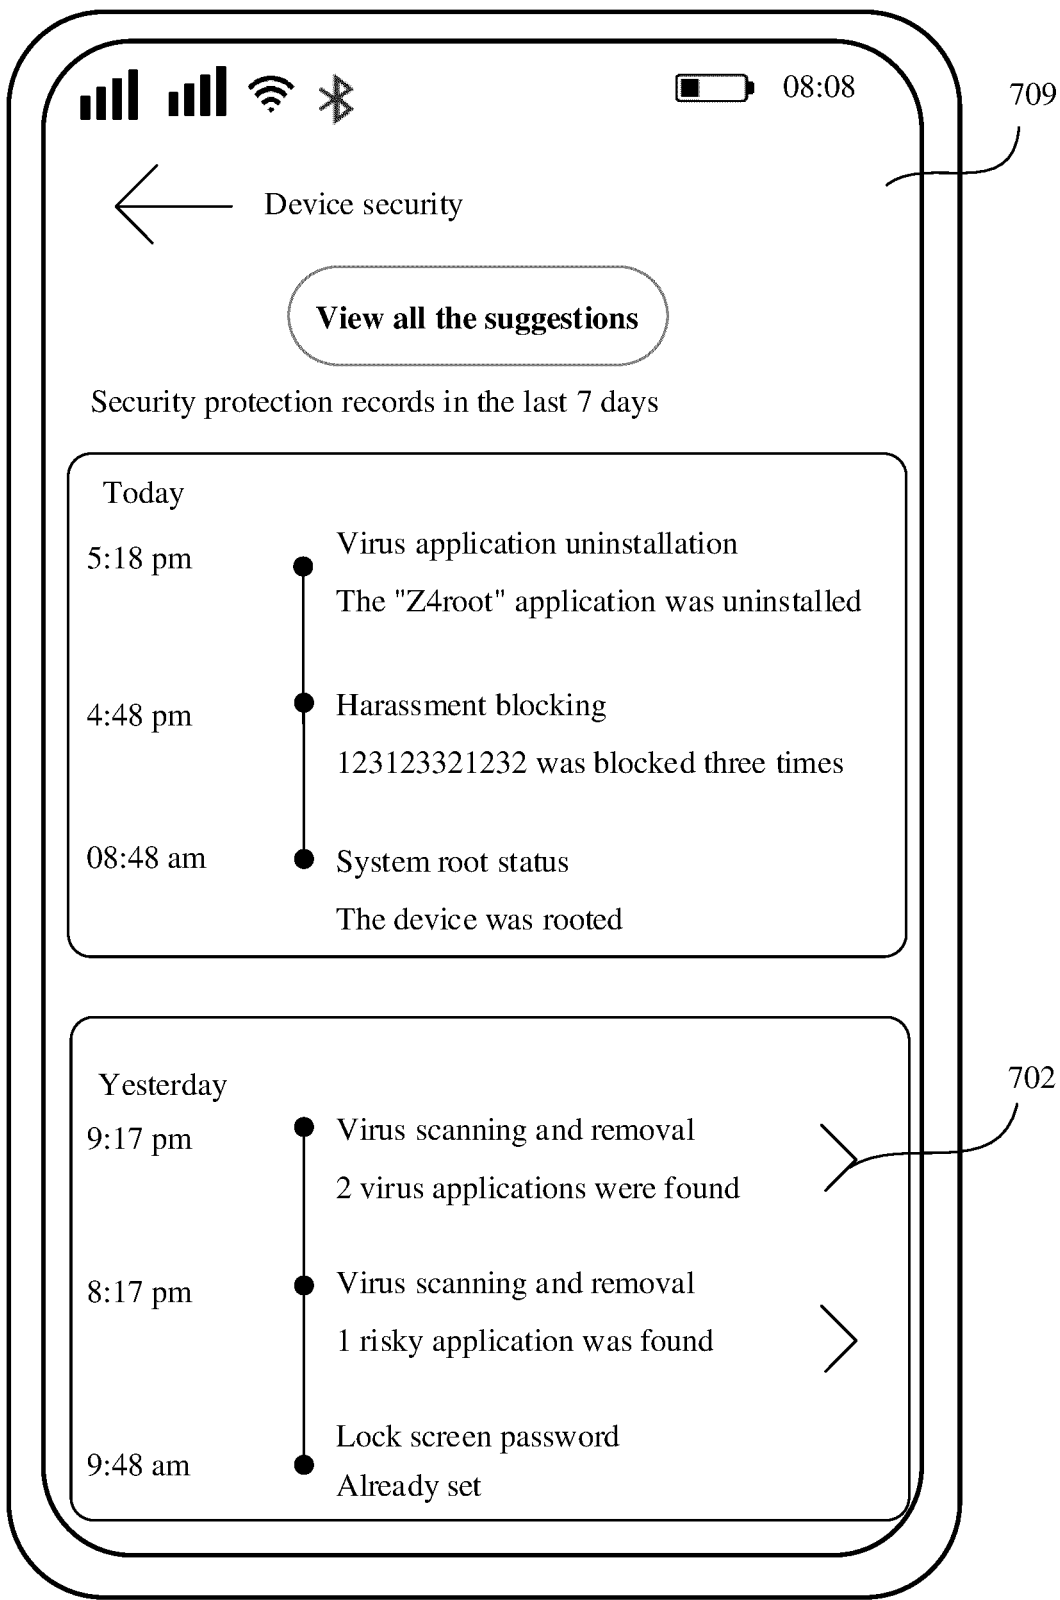 08:08
709
Device security
View all the suggestions
Security protection records in the last 7 days
Today
5:18 pm
Virus application uninstallation
The "Z4root" application was uninstalled
4:48 pm
Harassment blocking
123123321232 was blocked three times
08:48 am
System root status
The device was rooted
Yesterday
702
9:17 pm
Virus scanning and removal
2 virus applications were found
8:17 pm
Virus scanning and removal
1 risky application was found
9:48 am
Lock screen password
Already set